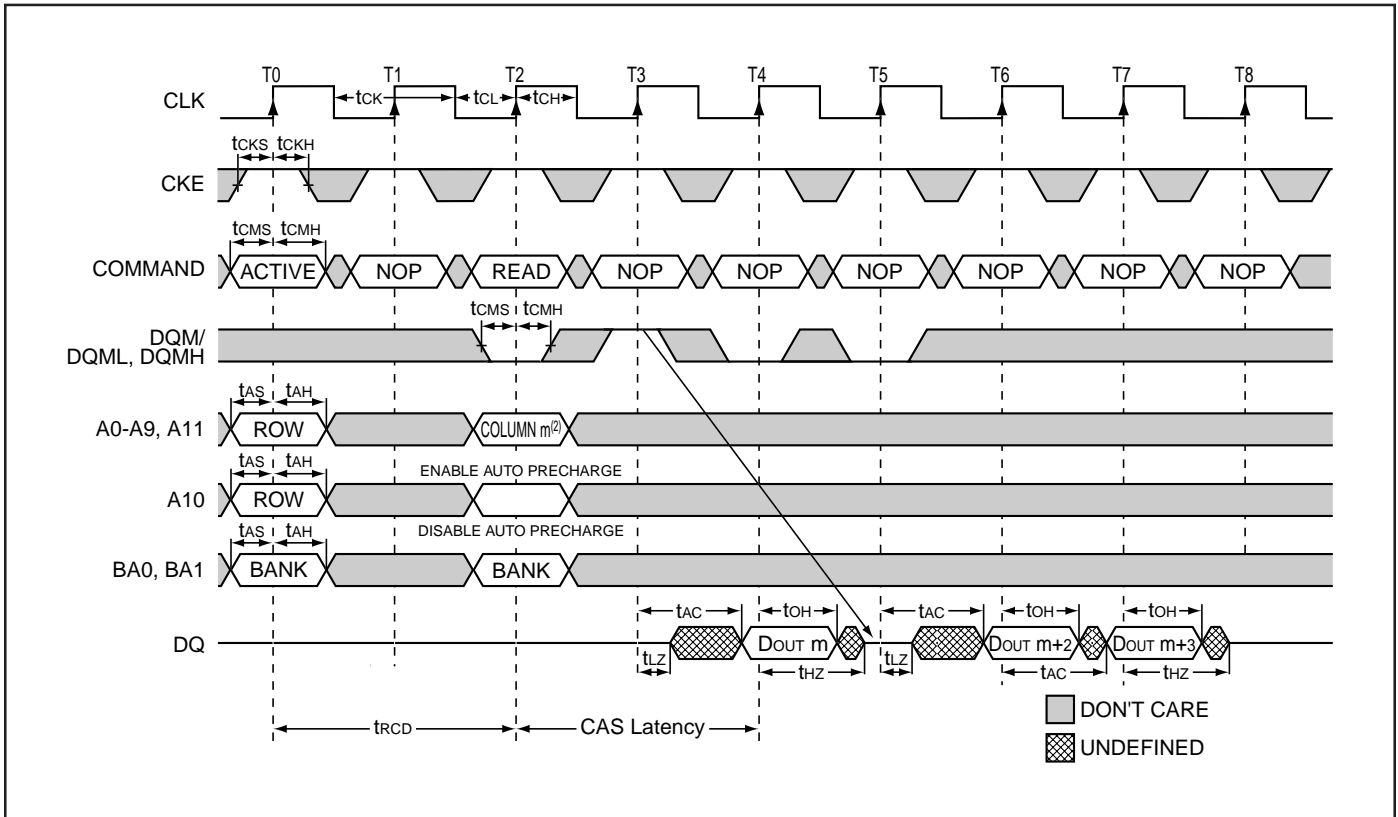 T0 T1 T2 T3 T4 T5 T6 T7 T8
CLK tCK tCL tCH
tCKS tCKH
CKE
tCMS tCMH
COMMAND ACTIVE NOP READ NOP NOP NOP NOP NOP NOP
tCMS tCMH
DQM/
DQML, DQMH
tAS tAH
A0-A9, A11 ROW COLUMN m(2)
tAS tAH ENABLE AUTO PRECHARGE
A10 ROW
tAS tAH DISABLE AUTO PRECHARGE
BA0, BA1 BANK BANK
tAC tOH tAC tOH tOH
DQ DOUT m DOUT m+2 DOUT m+3
tLZ tHZ tLZ tAC tHZ
DON'T CARE
tRCD CAS Latency
UNDEFINED